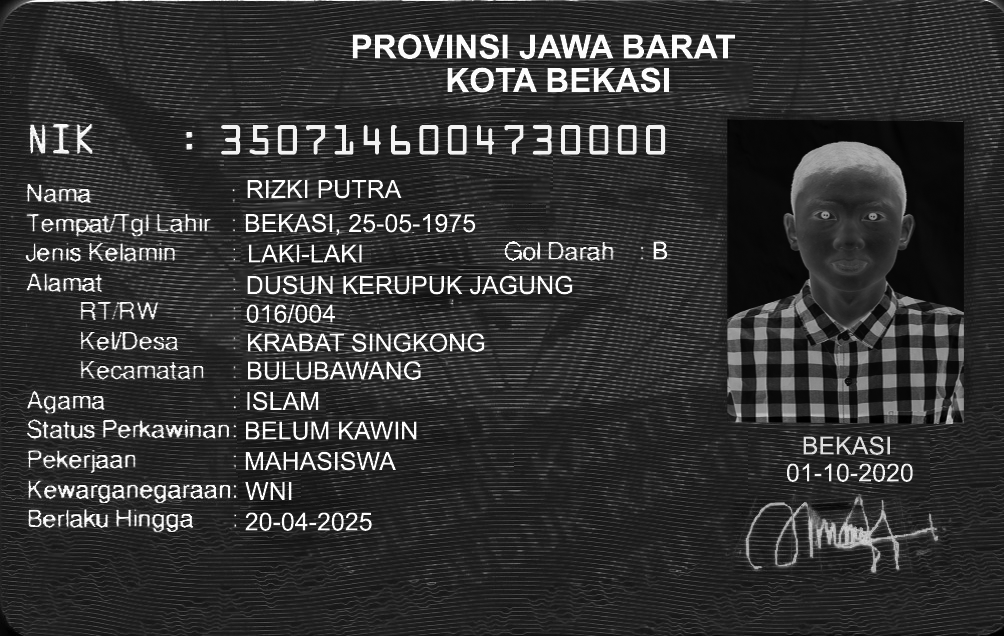 PROVINSI JAWA BARAT
KOTA BEKASI
NIK : 3507146004730000
Nama : RIZKI PUTRA
Tempat/Tgl Lahir : BEKASI, 25-05-1975
Jenis Kelamin : LAKI-LAKI Gol Darah : B
Alamat : DUSUN KERUPUK JAGUNG
RT/RW : 016/004
Kel/Desa : KRABAT SINGKONG
Kecamatan : BULUBAWANG
Agama : ISLAM
Status Perkawinan: BELUM KAWIN
Pekerjaan : MAHASISWA
Kewarganegaraan: WNI
Berlaku Hingga : 20-04-2025
BEKASI
01-10-2020